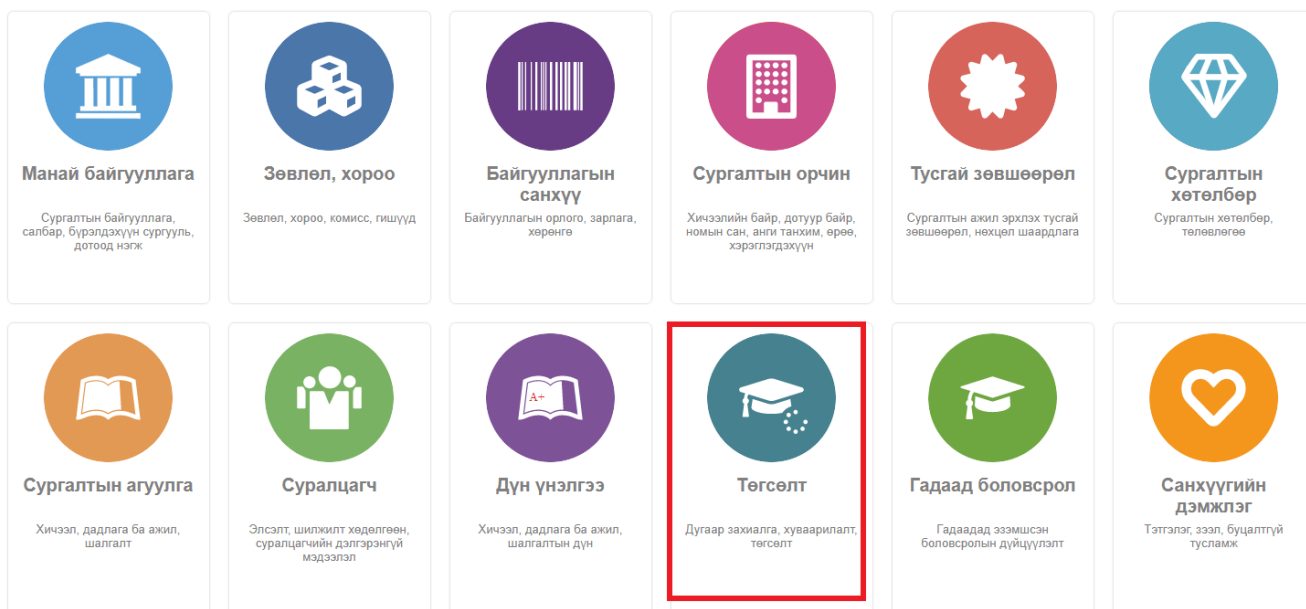 Манай байгууллага
Сургалтын байгууллага,
салбар, бүрэлдэхүүн сургууль,
дотоод нэгж
Зөвлөл, хороо
Зөвлөл, хороо, комисс, гишүүд
Байгууллагын
санхүү
Байгууллагын орлого, зарлага,
хөрөнгө
Сургалтын орчин
Хичээлийн байр, дотуур байр,
номын сан, анги танхим, өрөө,
хэрэглэгдэхүүн
Тусгай зөвшөөрөл
Сургалтын ажил эрхлэх тусгай
зөвшөөрөл, нөхцөл шаардлага
Сургалтын
хөтөлбөр
Сургалтын хөтөлбөр,
төлөвлөгөө
Сургалтын агуулга
Хичээл, дадлага ба ажил,
шалгалт
Суралцагч
Элсэлт, шилжилт хөдөлгөөн,
суралцагчийн дэлгэрэнгүй
мэдээлэл
A+
Дүн үнэлгээ
Хичээл, дадлага ба ажил,
шалгалтын дүн
Төгсөлт
Дугаар захиалга, хуваарилалт,
төгсөлт
Гадаад боловсрол
Гадаадад эзэмшсэн
боловсролын дүйцүүлэлт
Санхүүгийн
дэмжлэг
Тэтгэлэг, зээл, буцалтгүй
тусламж